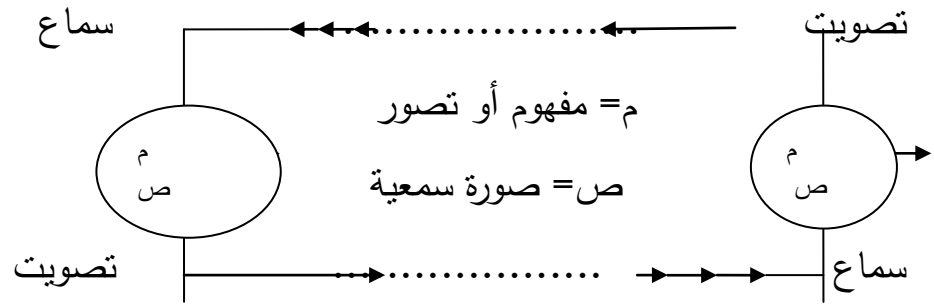 تصويت
سماع
م= مفهوم أو تصور
م
ص
م
ص
ص= صورة سمعية
سماع
تصويت